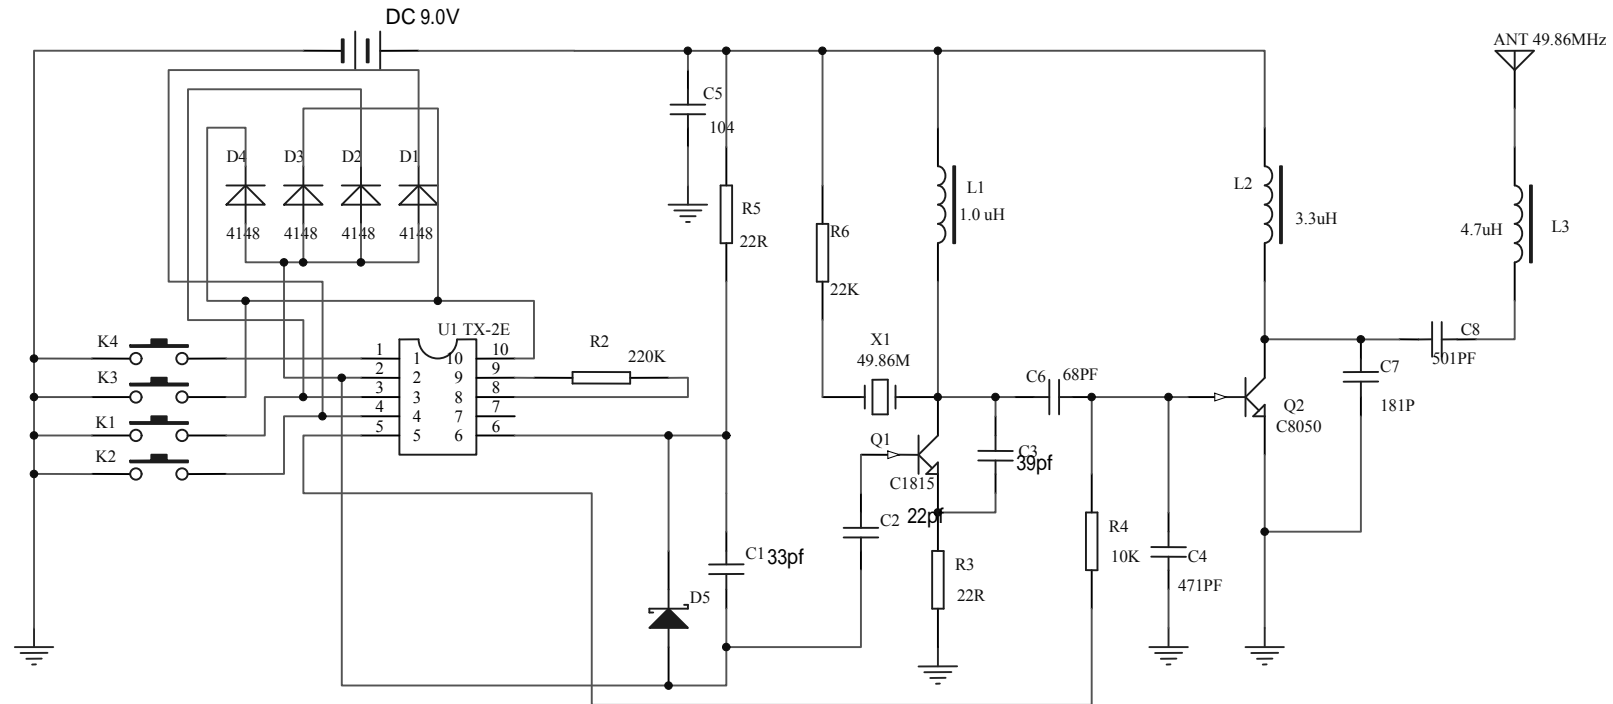 DC 9.0V
ANT 49.86MHz
C5
104
D4
D3
D2
D1
4148
4148
4148
4148
R5
22R
R6
22K
L1
1.0 uH
L2
3.3uH
4.7uH
L3
K4
K3
K1
K2
U1 TX-2E
1
2
3
4
5
1
2
3
4
5
10
9
8
7
6
10
9
8
7
6
R2
220K
X1
49.86M
C6
68PF
Q1
C1815
C3
39pf
C2
22pf
R3
22R
R4
10K
C4
471PF
Q2
C8050
C7
181P
C8
501PF
C1
33pf
D5